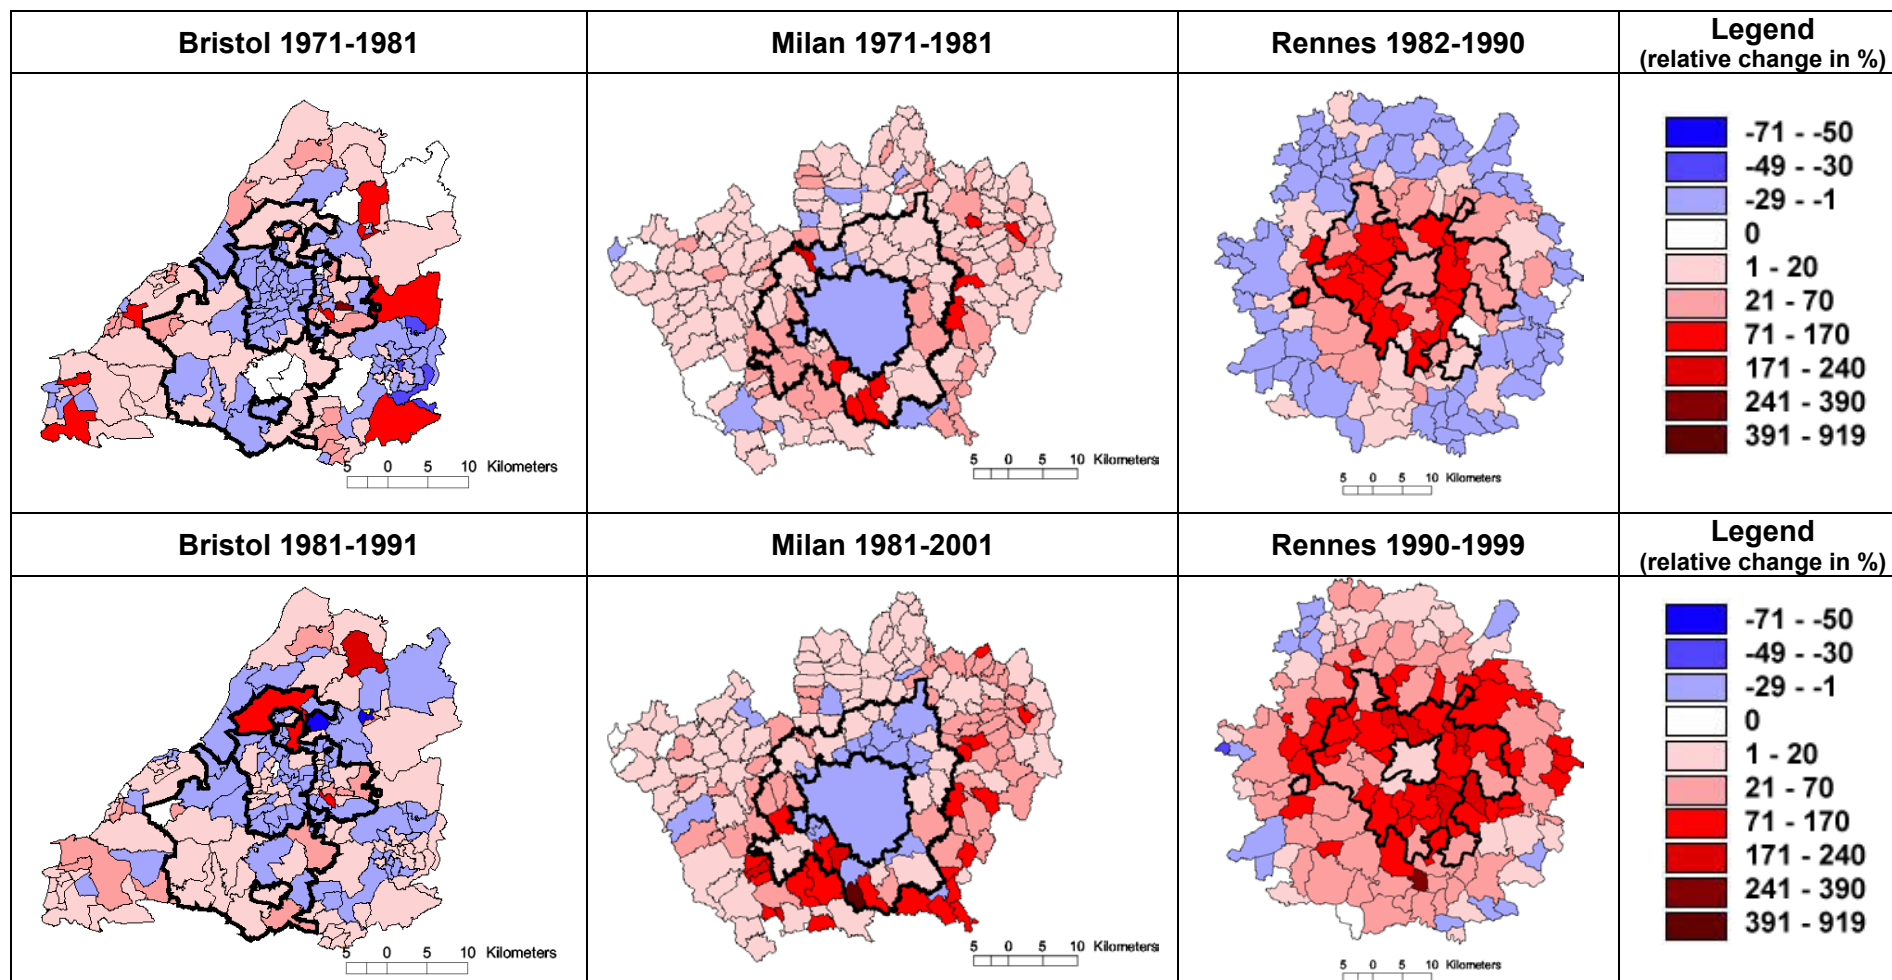 Bristol 1971-1981
Milan 1971-1981
Rennes 1982-1990
Legend
(relative change in %)
5 0 5 10 Kilometers
5 0 5 10 Kilometers
5 0 5 10 Kilometers
-71 - -50
-49 - -30
-29 - -1
0
1 - 20
21 - 70
71 - 170
171 - 240
241 - 390
391 - 919
Bristol 1981-1991
Milan 1981-2001
Rennes 1990-1999
Legend
(relative change in %)
5 0 5 10 Kilometers
5 0 5 10 Kilometers
5 0 5 10 Kilometers
-71 - -50
-49 - -30
-29 - -1
0
1 - 20
21 - 70
71 - 170
171 - 240
241 - 390
391 - 919